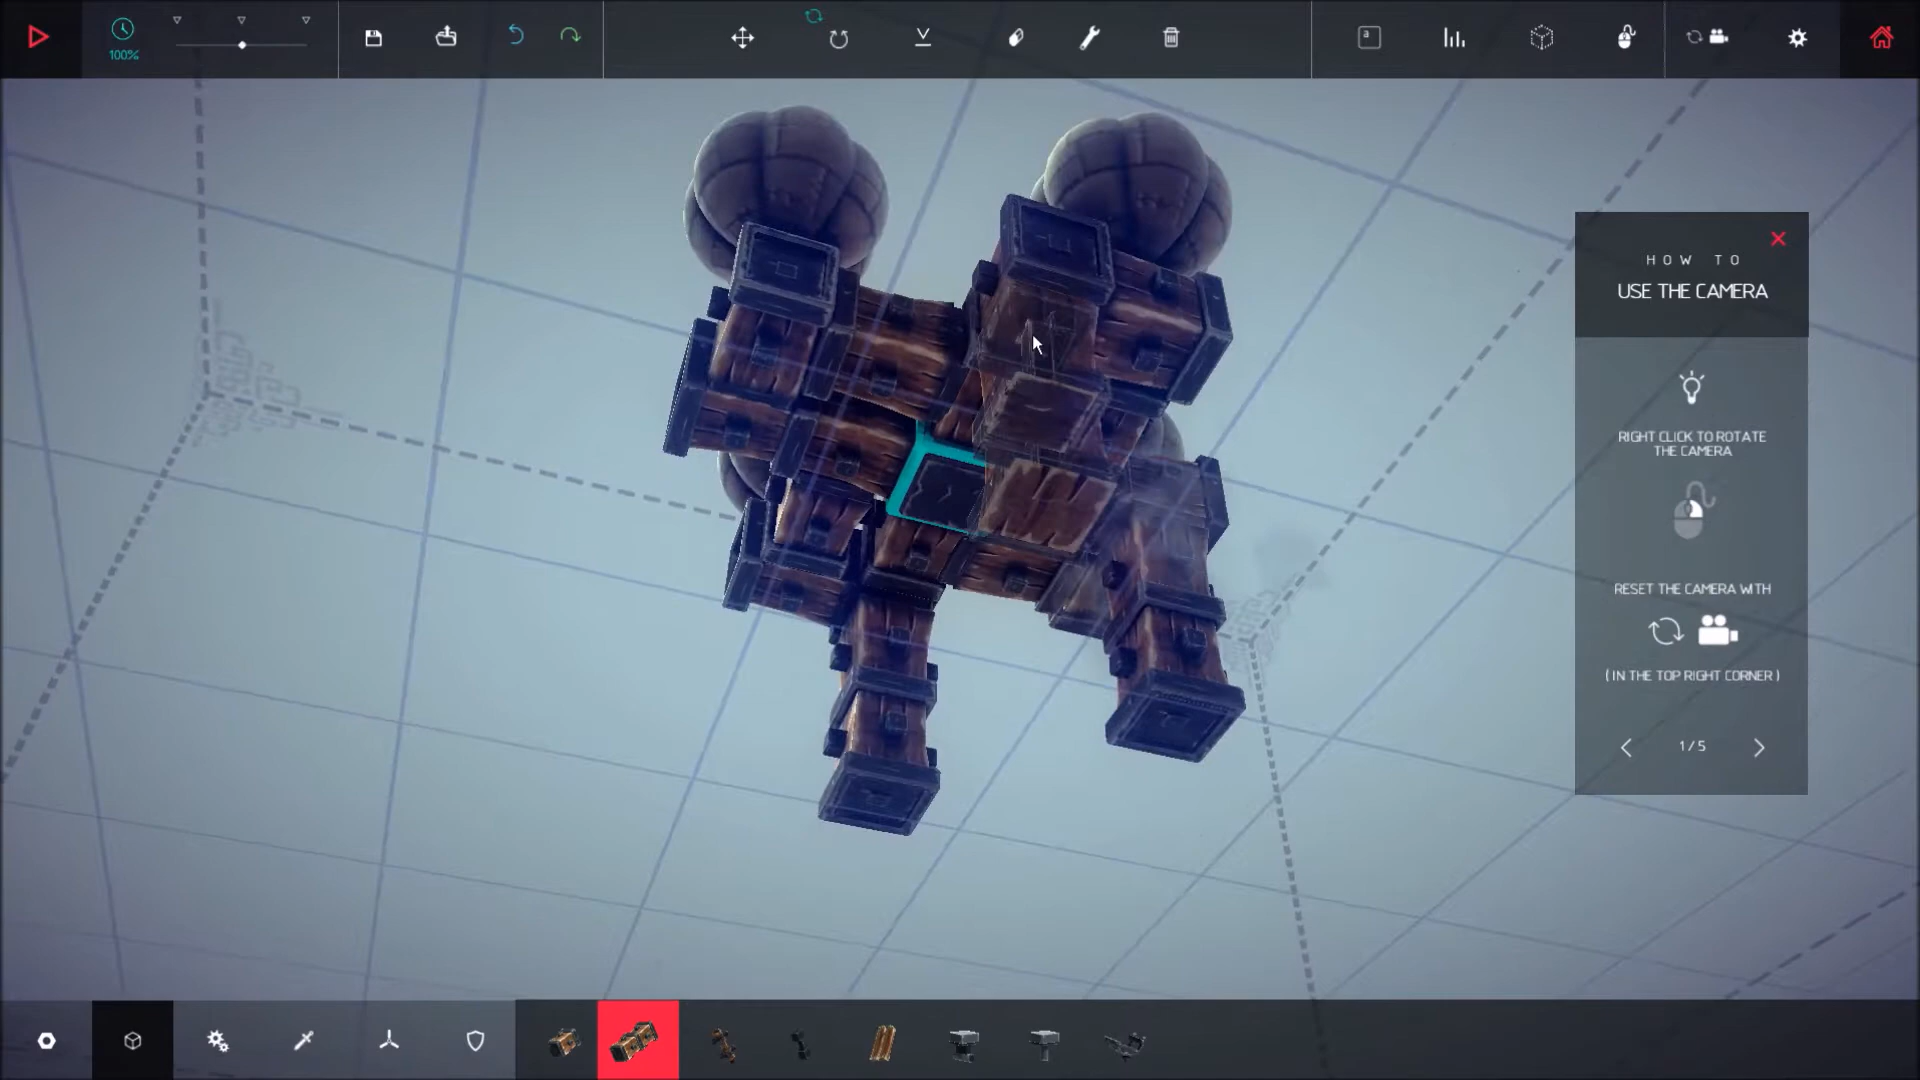 100%
a
HOW TO
USE THE CAMERA
RIGHT CLICK TO ROTATE
THE CAMERA
RESET THE CAMERA WITH
( IN THE TOP RIGHT CORNER )
1/5